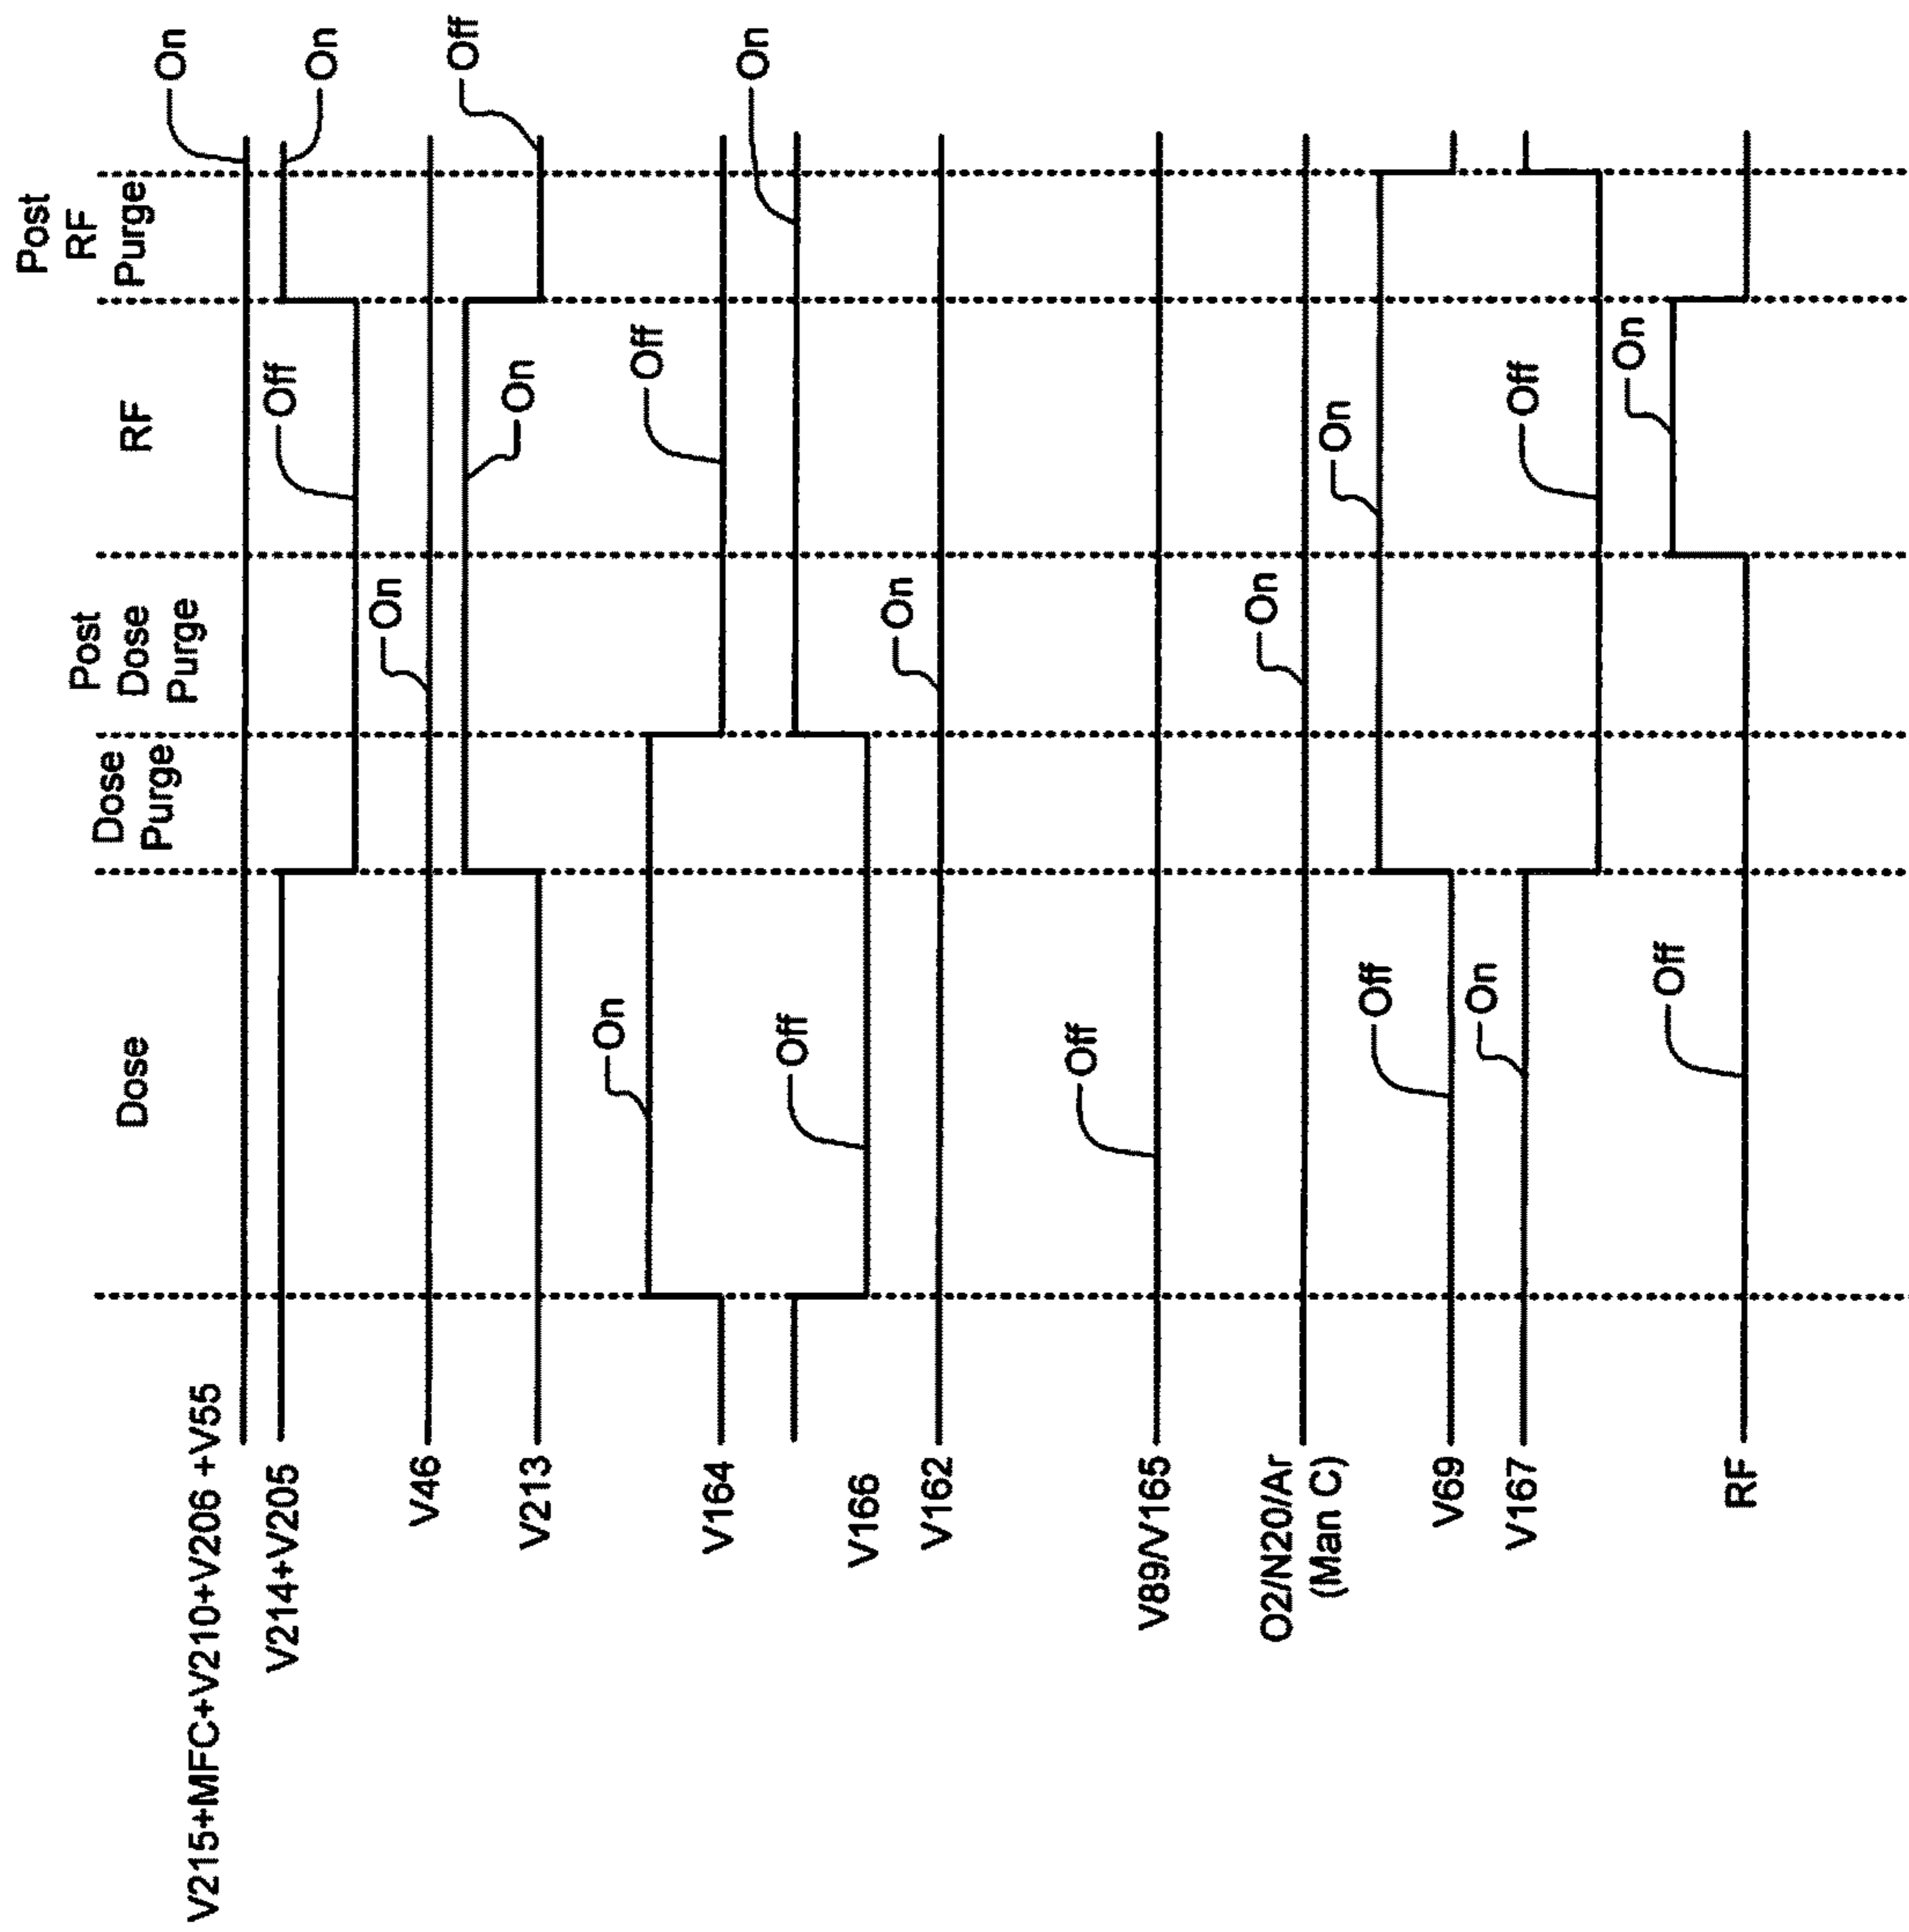 Dose
Dose
Purge
Post
Dose
Purge
RF
Post
RF
Purge
V215+MFC+V210+V206 +V55
On
V214+V205
Off
On
V46
On
V213
On
Off
V164
On
Off
V166
Off
On
V162
On
V89/V165
Off
O2/N20/Ar
(Man C)
On
V69
Off
On
V167
On
Off
RF
Off
On